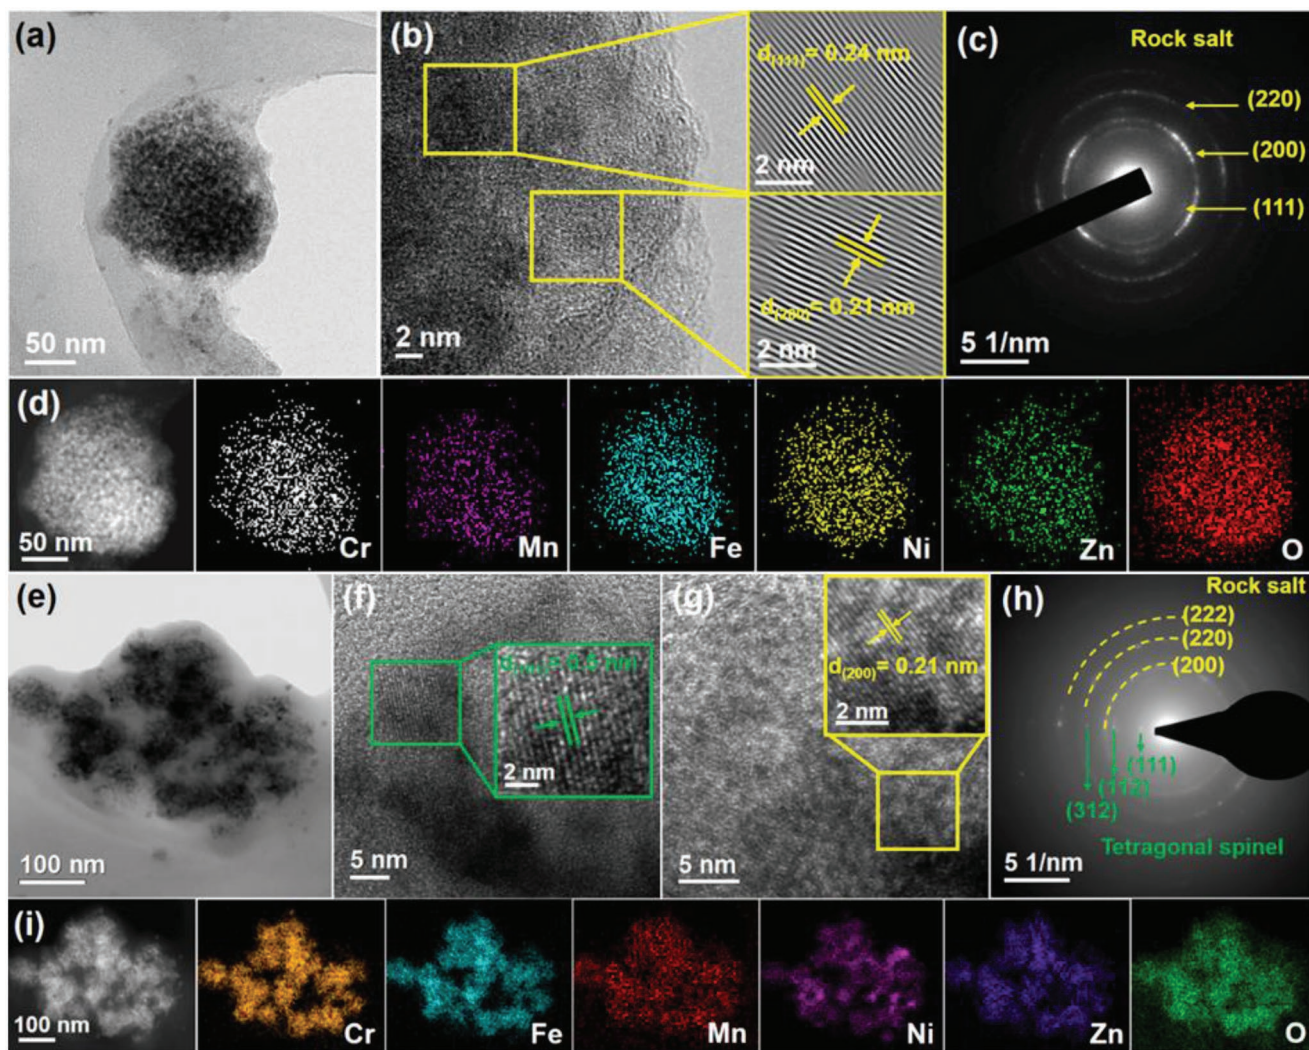 (a)
50 nm
(b)
2 nm
d(111)= 0.24 nm
2 nm
d(200)= 0.21 nm
2 nm
(c)
Rock salt
(220)
(200)
(111)
5 1/nm
(d)
50 nm
Cr
Mn
Fe
Ni
Zn
O
(e)
100 nm
(f)
= 0.5 nm
2 nm
5 nm
(g)
d(200)= 0.21 nm
2 nm
5 nm
(h)
Rock salt
(222)
(220)
(200)
(111)
(112)
(312)
Tetragonal spinel
5 1/nm
(i)
100 nm
Cr
Fe
Mn
Ni
Zn
O